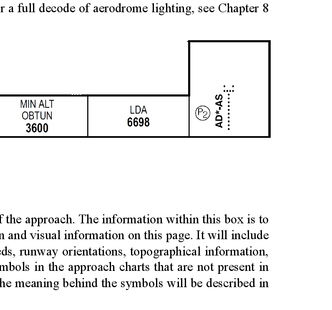 r a full decode of aerodrome lighting, see Chapter 8
MIN ALT
OBTUN
3600
LDA
6698
P2
AD*-AS
f the approach. The information within this box is to
n and visual information on this page. It will include
ds, runway orientations, topographical information,
mbols in the approach charts that are not present in
he meaning behind the symbols will be described in